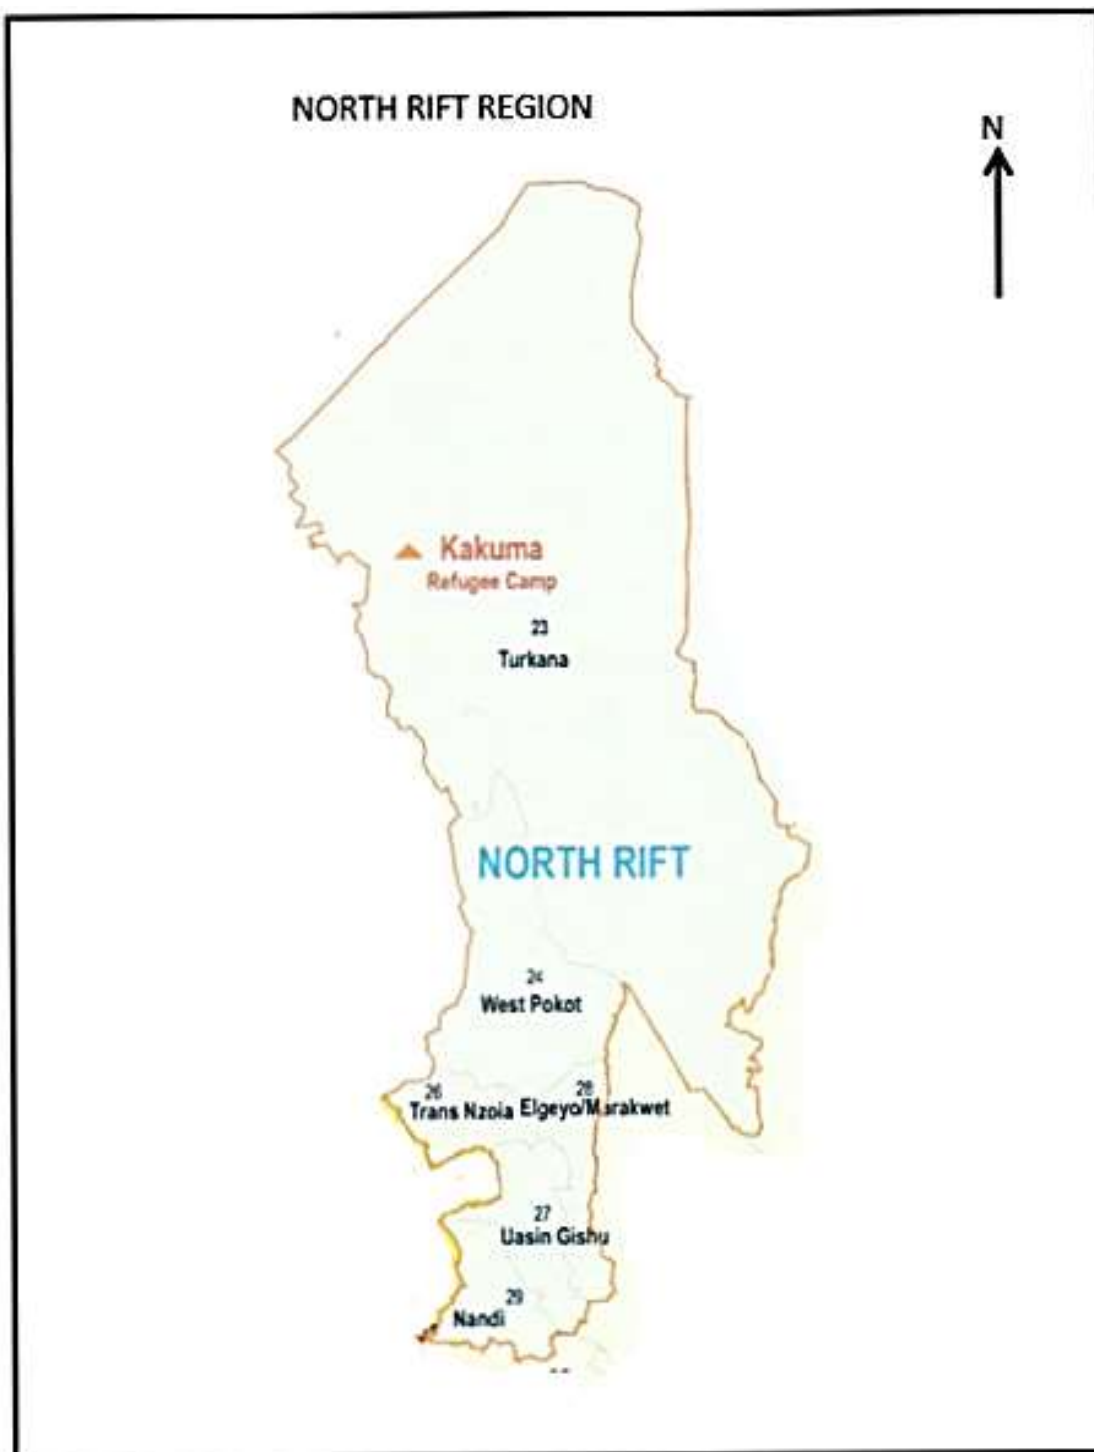 NORTH RIFT REGION
N
Kakuma
Refugee Camp
23
Turkana
NORTH RIFT
24
West Pokot
26
Trans Nzoia
28
Elgeyo/Marakwet
27
Uasin Gishu
29
Nandi